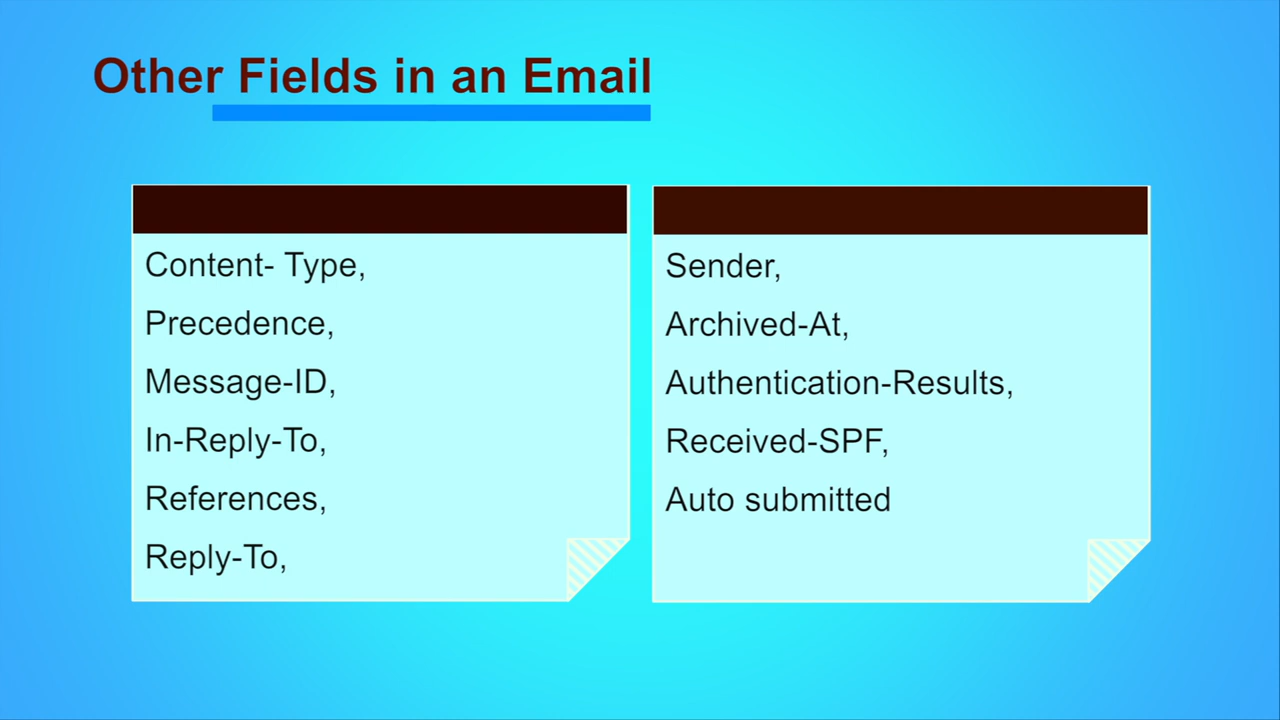 Other Fields in an Email
Content- Type,
Precedence,
Message-ID,
In-Reply-To,
References,
Reply-To,
Sender,
Archived-At,
Authentication-Results,
Received-SPF,
Auto submitted